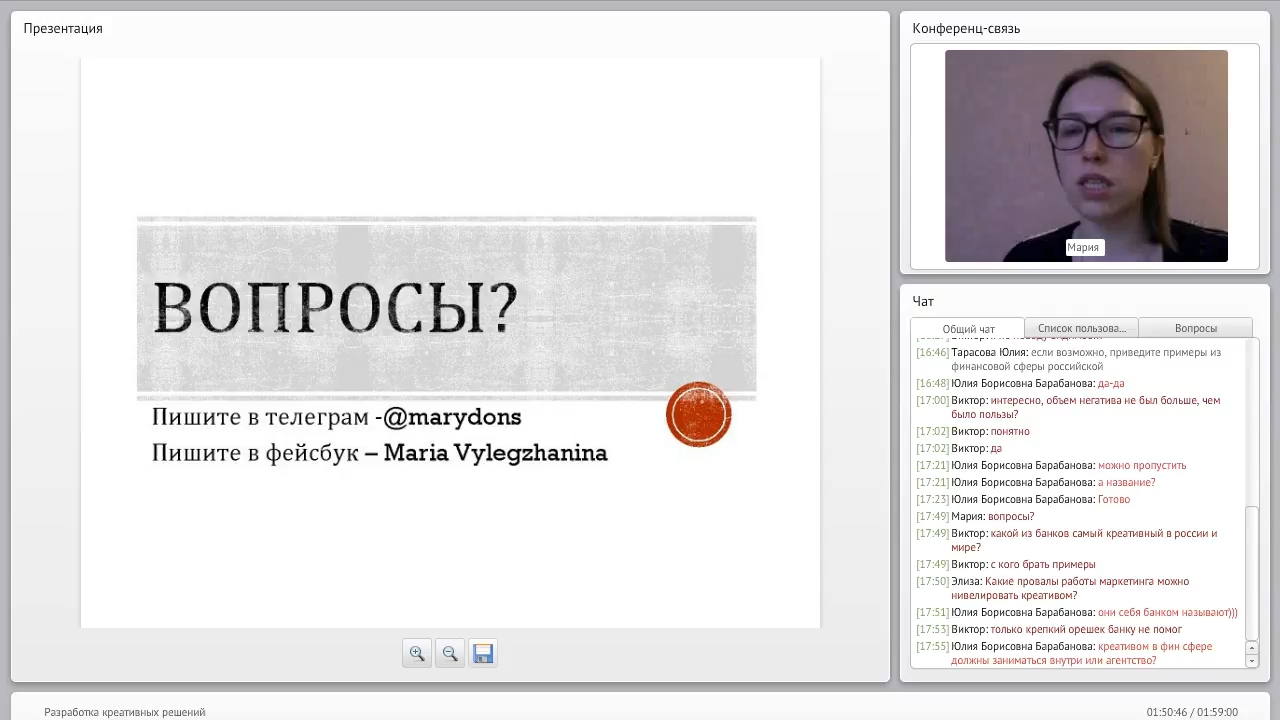 Презентация
ВОПРОСЫ?
Пишите в телеграм -@marydons
Пишите в фейсбук – Maria Vylegzhanina
Конференц-связь
Мария
Чат
Общий чат
Список пользова...
Вопросы
[16:46] Тарасова Юлия: если возможно, приведите примеры из
финансовой сферы российской
[16:48] Юлия Борисовна Барабанова: да-да
[17:00] Виктор: интересно, объем негатива не был больше, чем
было пользы?
[17:02] Виктор: понятно
[17:02] Виктор: да
[17:21] Юлия Борисовна Барабанова: можно пропустить
[17:21] Юлия Борисовна Барабанова: а название?
[17:23] Юлия Борисовна Барабанова: Готово
[17:49] Мария: вопросы?
[17:49] Виктор: какой из банков самый креативный в россии и
мире?
[17:49] Виктор: с кого брать примеры
[17:50] Элиза: Какие провалы работы маркетинга можно
нивелировать креативом?
[17:51] Юлия Борисовна Барабанова: они себя банком называют)))
[17:53] Виктор: только крепкий орешек банку не помог
[17:55] Юлия Борисовна Барабанова: креативом в фин сфере
должны заниматься внутри или агентство?
Разработка креативных решений
01:50:46 / 01:59:00